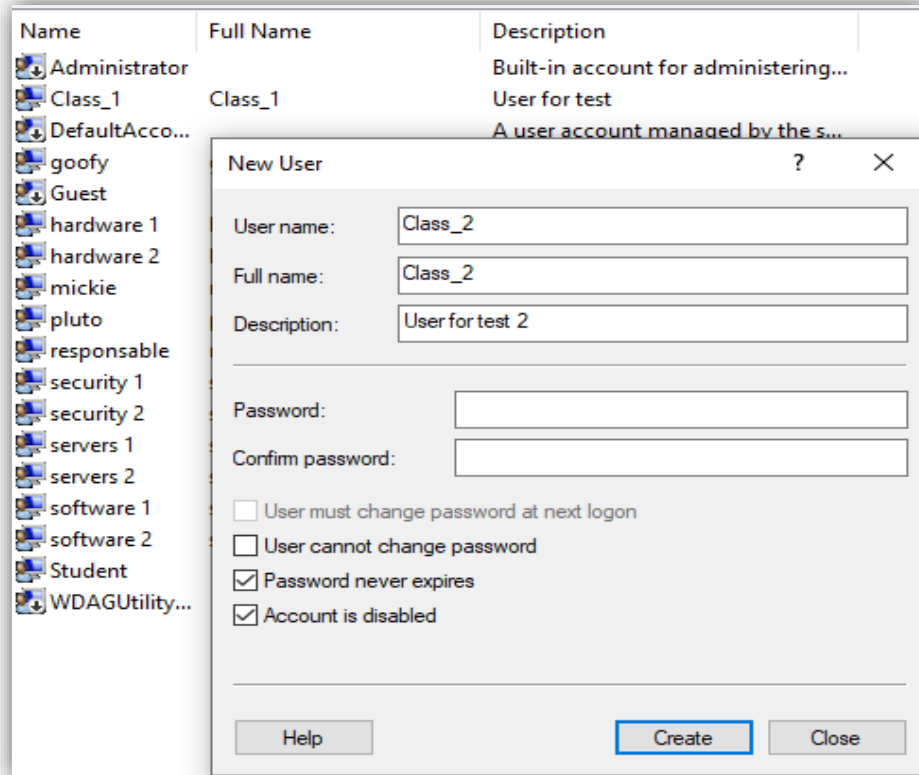 Name Full Name Description
Administrator Built-in account for administering...
Class_1 Class_1 User for test
DefaultAcco... A user account managed by the s...
goofy
Guest
hardware 1
hardware 2
mickie
pluto
responsable
security 1
security 2
servers 1
servers 2
software 1
software 2
Student
WDAGUtility...
New User ? X
User name: Class_2
Full name: Class_2
Description: User for test 2
Password:
Confirm password:
User must change password at next logon
User cannot change password
Password never expires
Account is disabled
Help Create Close